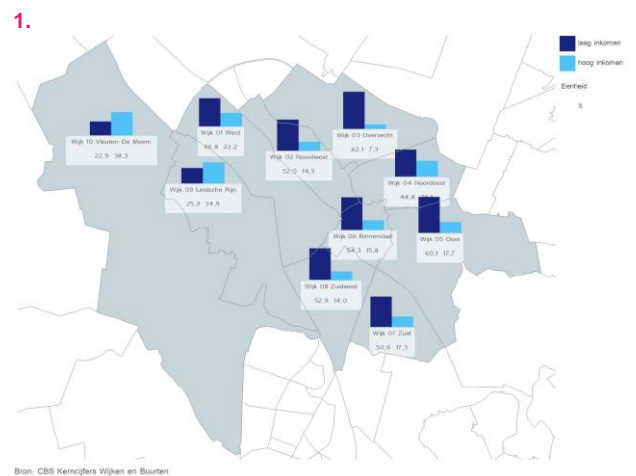 1.
laag inkomen
hoog inkomen
Eenheid
%
Wijk 10 Vleuten-De Meern
22,9 38,3
Wijk 01 West
46,8 22,2
Wijk 02 Noordwest
52,0 14,5
Wijk 03 Overvecht
62,1 7,3
Wijk 09 Leidsche Rijn
25,3 34,9
Wijk 04 Noordoost
44,8
Wijk 06 Binnenstad
54,3 15,8
Wijk 05 Oost
60,1 17,7
Wijk 08 Zuidwest
52,8 14,0
Wijk 07 Zuid
50,6 17,3
Bron: CBS Kerncijfers Wijken en Buurten